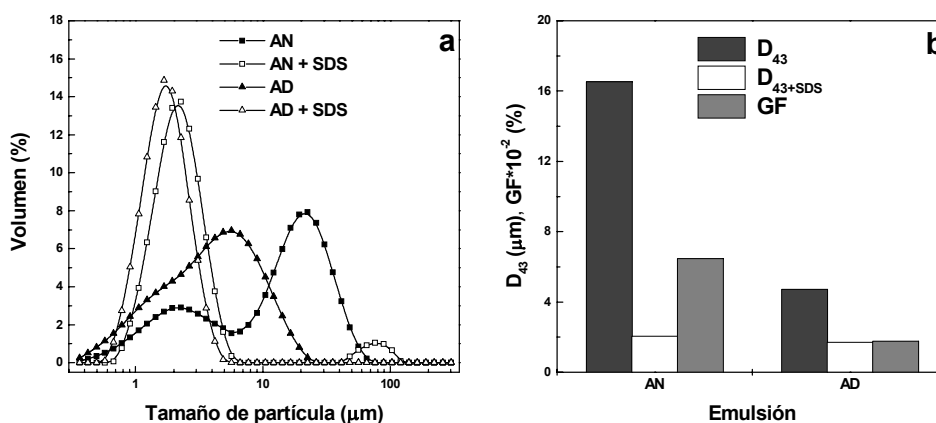 a
AN
AN + SDS
AD
AD + SDS
18
16
14
12
10
8
6
4
2
0
Volumen (%)
1
10
100
Tamaño de partícula (μm)
b
D43
D43+SDS
GF
20
16
12
8
4
0
D43 (μm), GF*10-2 (%)
AN
AD
Emulsión